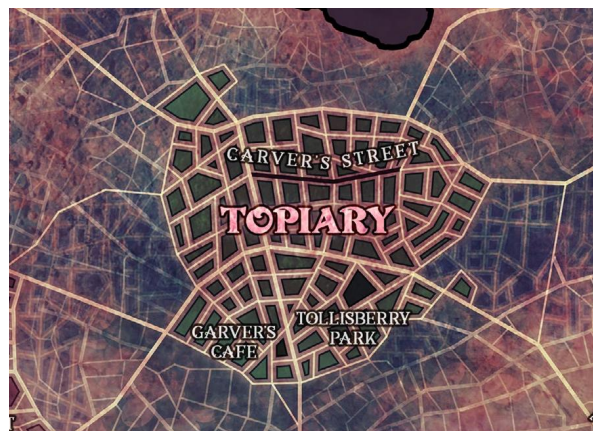 CARVER'S STREET
TOPIARY
GARVER'S
CAFE
TOLLISBERRY
PARK